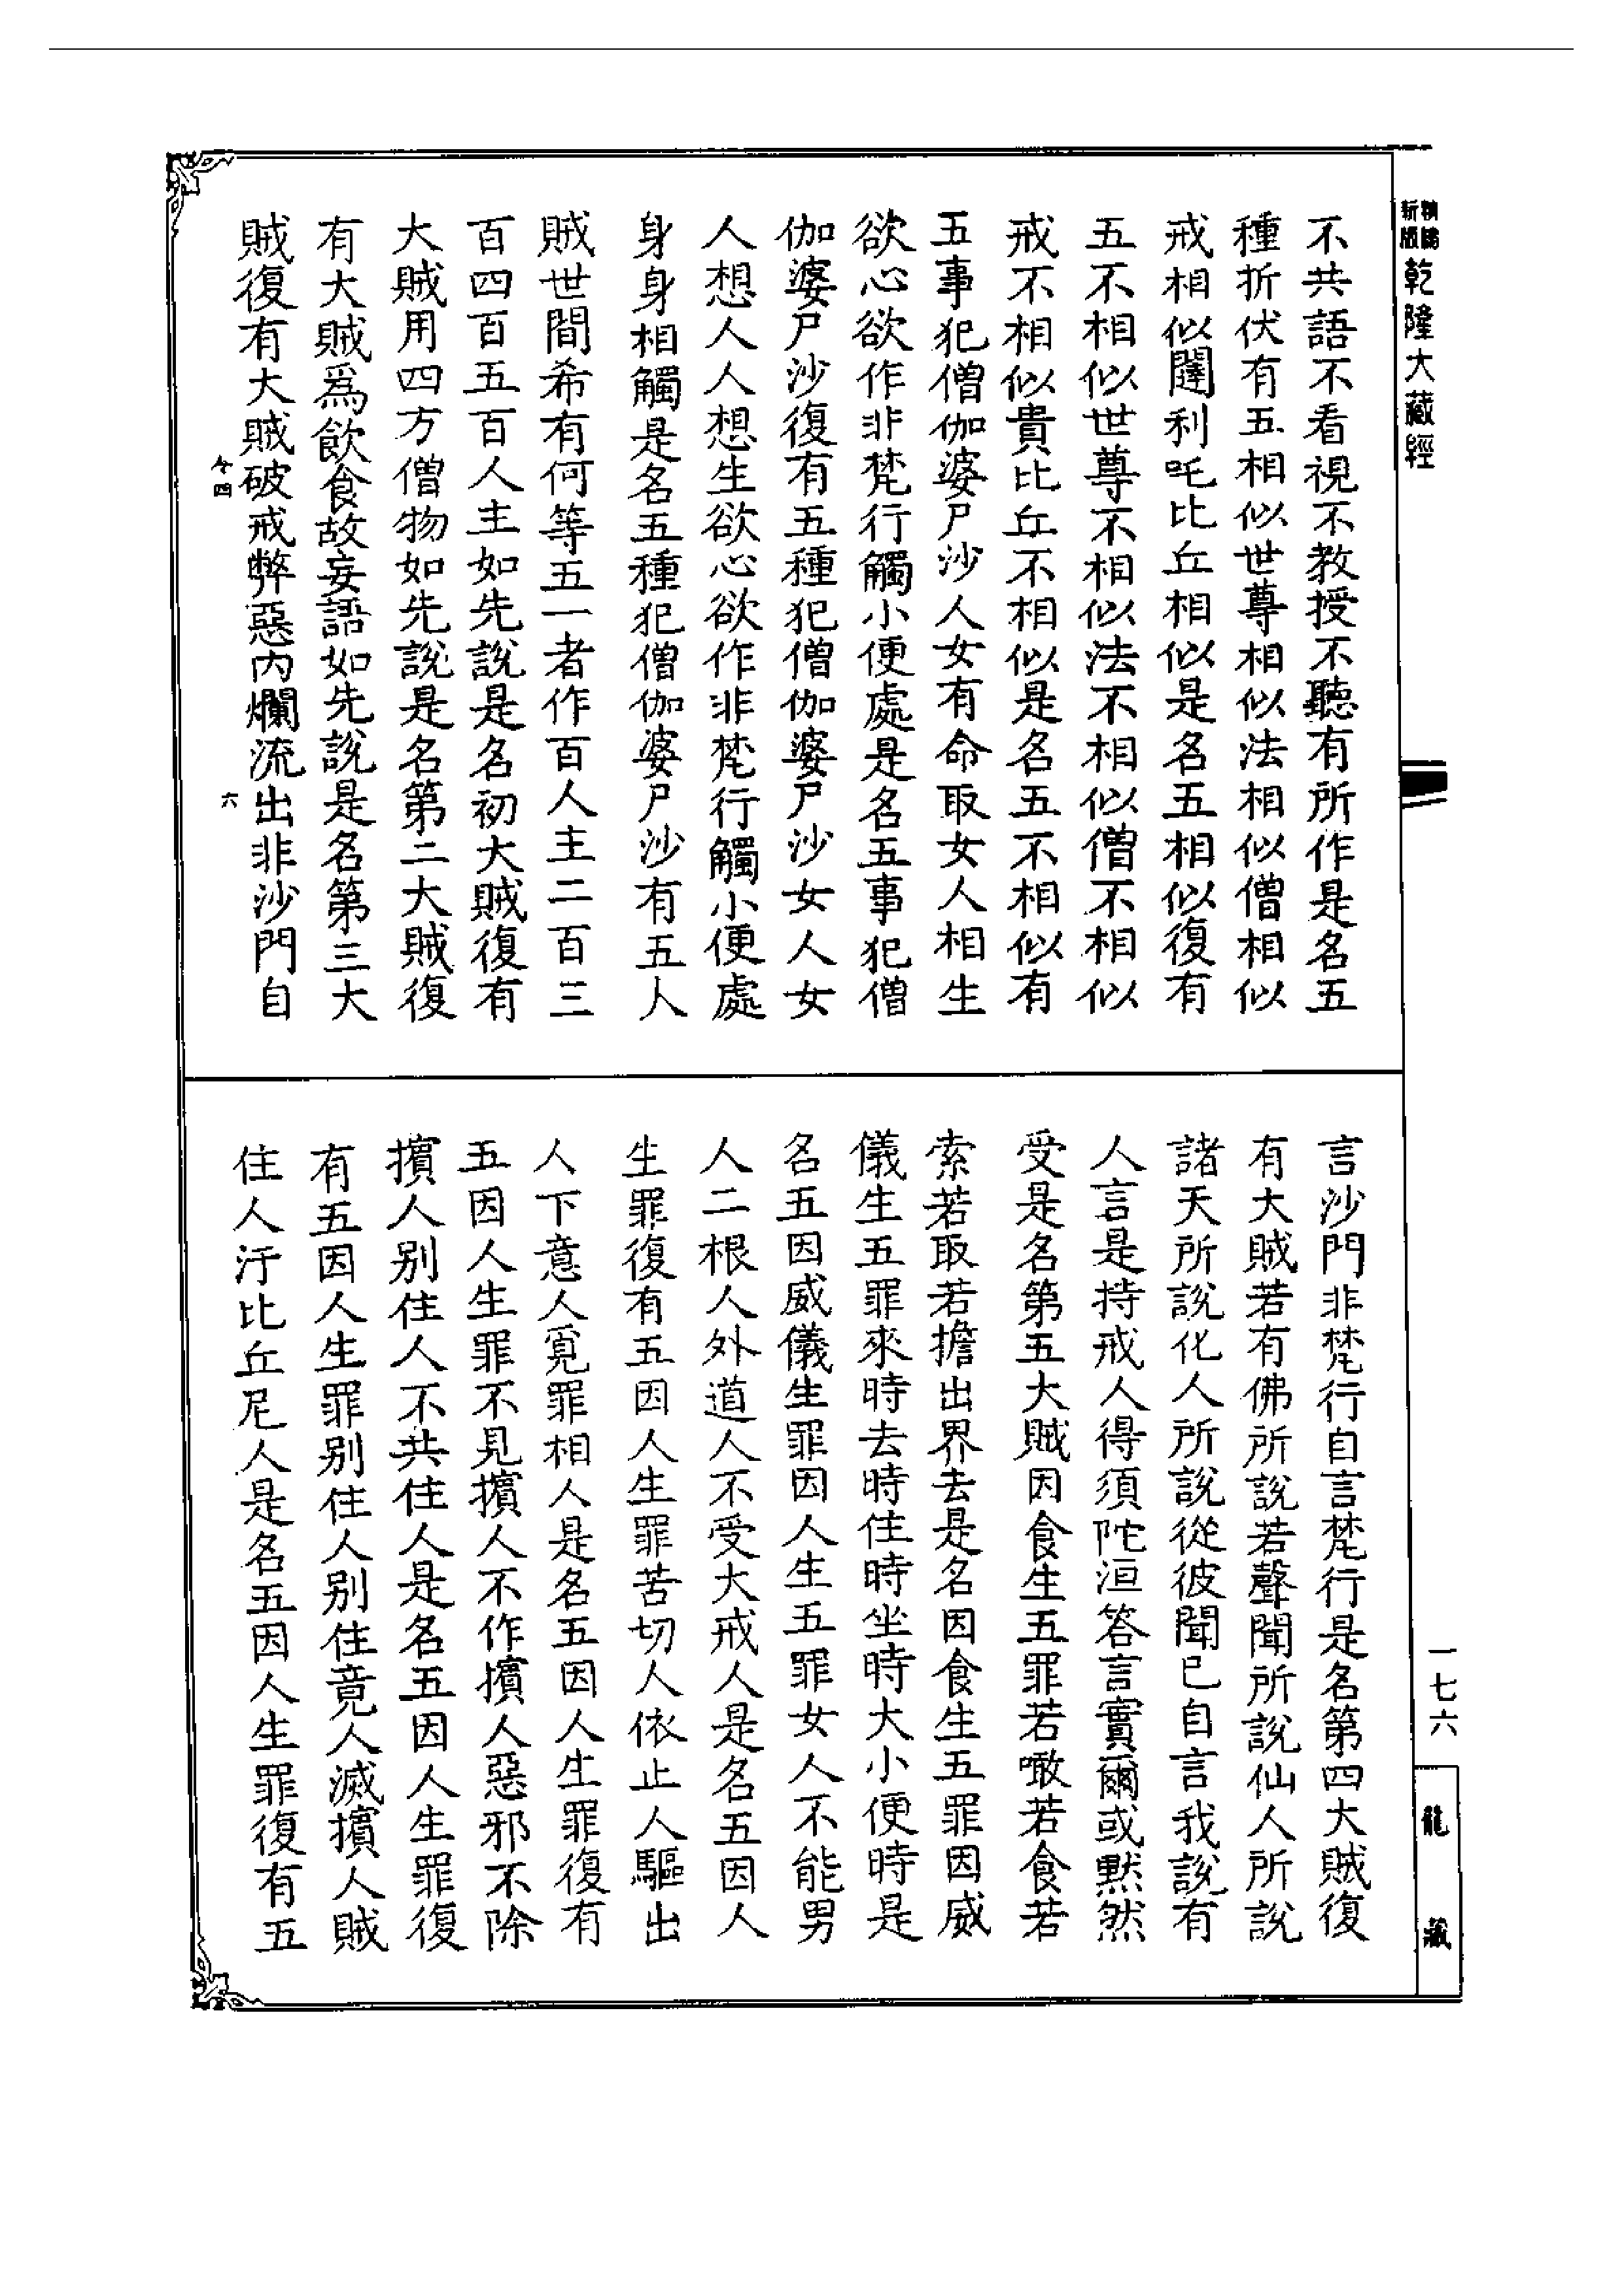 新版
乾隆大藏經
不共語不看視不教授不聽有所作是名五
種折伏有五相似世尊相似法相似僧相似
戒相似闥利吒比丘相似是名五相似復有
五不相似世尊不相似法不相似僧不相似
戒不相似貴比丘不相似是名五不相似有
五事犯僧伽婆尸沙人女有命取女人相生
欲心欲作非梵行觸小便處是名五事犯僧
伽婆尸沙復有五種犯僧伽婆尸沙女人女
人想人人想生欲心欲作非梵行觸小便處
身身相觸是名五種犯僧伽婆尸沙有五人
賊世間希有何等五一者作百人主二百三
百四百五百人主如先說是名初大賊復有
大賊用四方僧物如先說是名第二大賊復
有大賊爲飲食故妄語如先說是名第三大
賊復有大賊破戒弊惡內爛流出非沙門自
六
言沙門非梵行自言梵行是名第四大賊復
有大賊若有佛所說若聲聞所說仙人所說
諸天所說化人所說從彼聞已自言我說有
人言是持戒人得須陀洹答言實爾或黙然
受是名第五大賊因食生五罪若噉若食若
索若取若擔出界去是名因食生五罪因威
儀生五罪來時去時住時坐時大小便時是
名五因威儀生罪因人生五罪女人不能男
人二根人外道人不受大戒人是名五因人
生罪復有五因人生罪苦切人依止人驅出
人下意人覓罪相人是名五因人生罪復有
五因人生罪不見擯人不作擯人惡邪不除
擯人別住人不共住人是名五因人生罪復
有五因人生罪別住人別住竟人滅擯人賊
住人汙比丘尼人是名五因人生罪復有五
一七六
龍藏